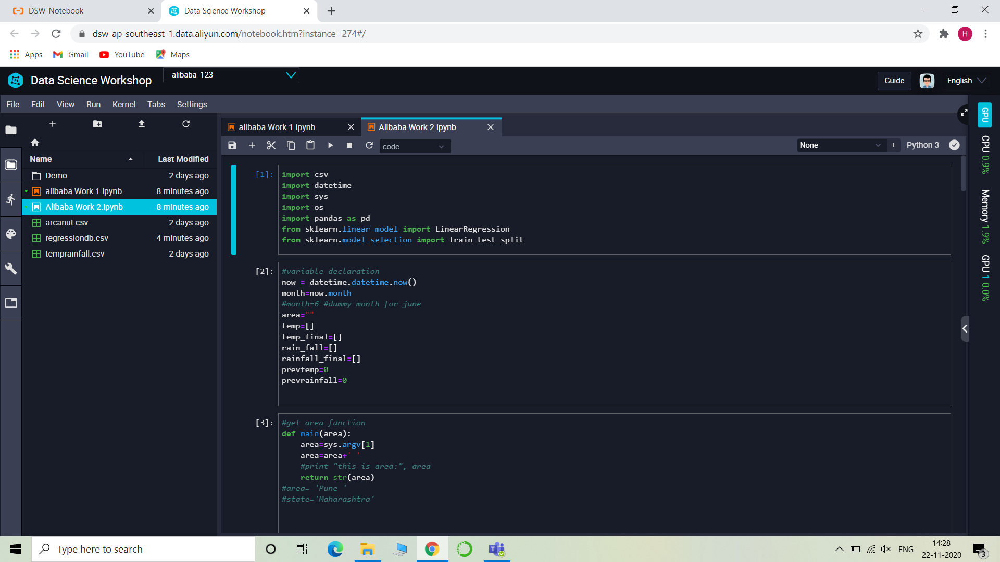 DSW-Notebook
Data Science Workshop
dsw-ap-southeast-1.data.aliyun.com/notebook.htm?instance=274#/
H
Apps
Gmail
YouTube
Maps
Data Science Workshop
alibaba_123
Guide
English
File Edit View Run Kernel Tabs Settings
Name
Last Modified
Demo 2 days ago
alibaba Work 1.ipynb 8 minutes ago
Alibaba Work 2.ipynb 8 minutes ago
arcanut.csv 2 days ago
regressiondb.csv 4 minutes ago
temprainfall.csv 2 days ago
alibaba Work 1.ipynb
Alibaba Work 2.ipynb
code
None
Python 3
[1]: import csv
import datetime
import sys
import os
import pandas as pd
from sklearn.linear_model import LinearRegression
from sklearn.model_selection import train_test_split
[2]: #variable declaration
now = datetime.datetime.now()
month=now.month
#month=6 #dummy month for june
area=""
temp=[]
temp_final=[]
rain_fall=[]
rainfall_final=[]
prevtemp=0
prevrainfall=0
[3]: #get area function
def main(area):
    area=sys.argv[1]
    area=area+' '
    #print "this is area:", area
    return str(area)
#area= 'Pune '
#state='Maharashtra'
GPU
CPU 0.9%
Memory 1.9%
GPU 1 0.0%
Type here to search
ENG
14:28
22-11-2020
3